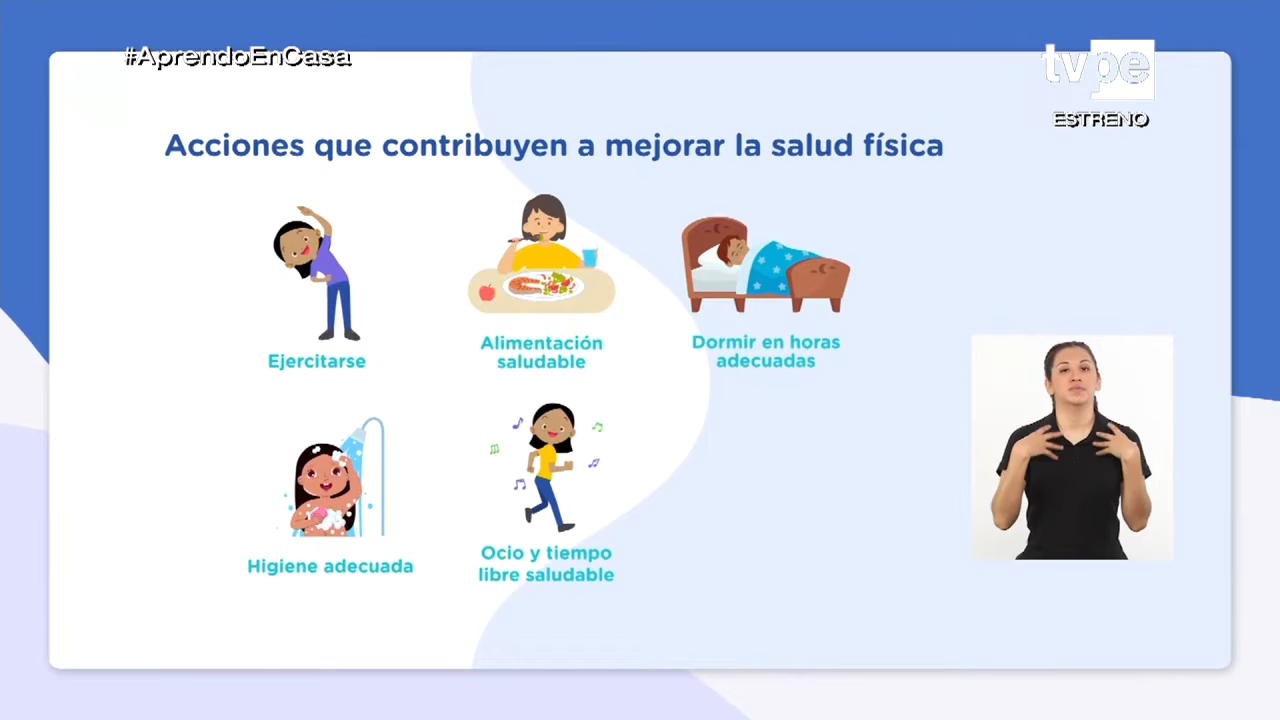 #AprendoEnCasa
tvpe
ESTRENO
Acciones que contribuyen a mejorar la salud física
Ejercitarse
Alimentación
saludable
Dormir en horas
adecuadas
Higiene adecuada
Ocio y tiempo
libre saludable